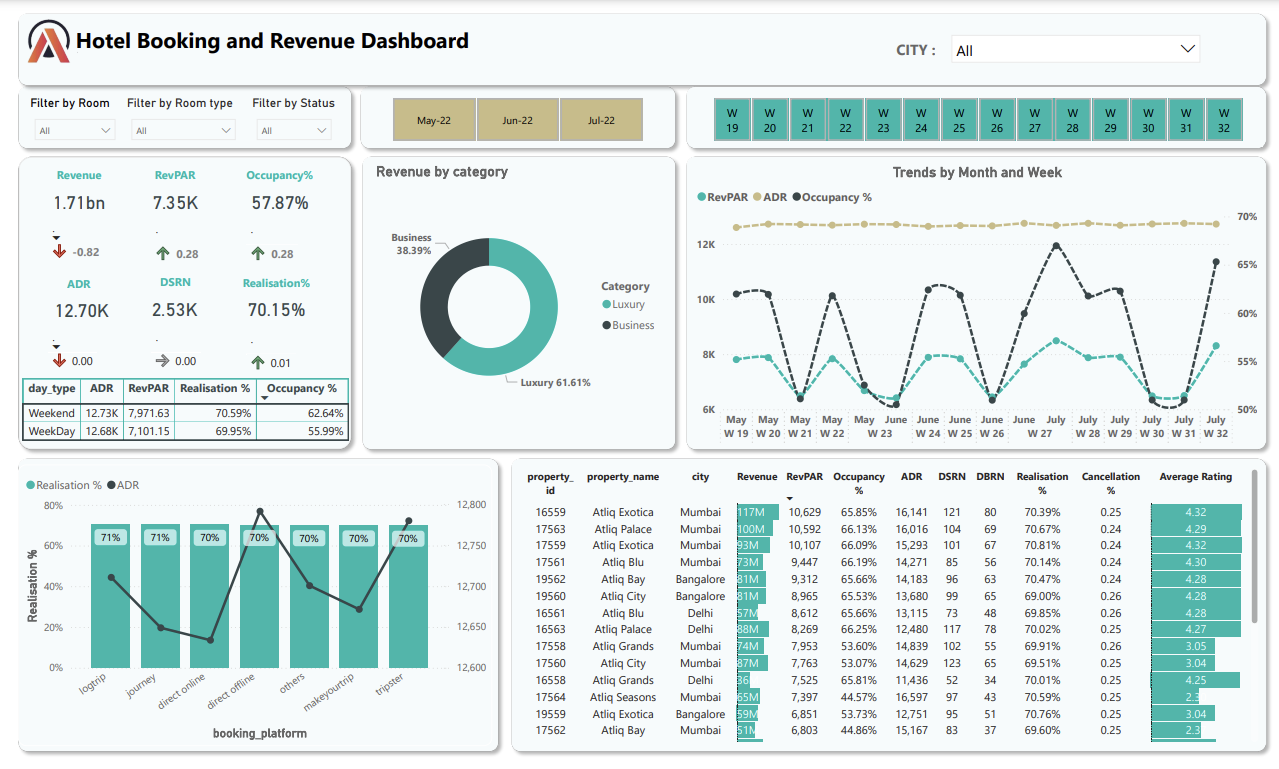 Hotel Booking and Revenue Dashboard
CITY : All
Filter by Room Filter by Room type Filter by Status
All All All
May-22 Jun-22 Jul-22
W 19 W 20 W 21 W 22 W 23 W 24 W 25 W 26 W 27 W 28 W 29 W 30 W 31 W 32
Revenue RevPAR Occupancy%
1.71bn 7.35K 57.87%
-0.82 0.28 0.28
ADR DSRN Realisation%
12.70K 2.53K 70.15%
0.00 0.00 0.01
day_type ADR RevPAR Realisation % Occupancy %
Weekend 12.73K 7,971.63 70.59% 62.64%
WeekDay 12.68K 7,101.15 69.95% 55.99%
Revenue by category
Business
38.39%
Luxury 61.61%
Category
Luxury
Business
Trends by Month and Week
RevPAR ADR Occupancy %
70%
12K
65%
10K
60%
8K
55%
6K
50%
May May May May May June June June June June July July July July July July
W 19 W 20 W 21 W 22 W 23 W 24 W 25 W 26 W 27 W 28 W 29 W 30 W 31 W 32
Realisation % ADR
80% 12,800
60% 12,750
40% 12,700
20% 12,650
0% 12,600
Realisation %
71% 71% 70% 70% 70% 70% 70%
logtrip journey direct online direct offline others makeyourtrip tripster
booking_platform
property_id property_name city Revenue RevPAR Occupancy % ADR DSRN DBRN Realisation % Cancellation % Average Rating
16559 Atliq Exotica Mumbai 117M 10,629 65.85% 16,141 121 80 70.39% 0.25 4.32
17563 Atliq Palace Mumbai 100M 10,592 66.13% 16,016 104 69 70.67% 0.24 4.29
17559 Atliq Exotica Mumbai 93M 10,107 66.09% 15,293 101 67 70.81% 0.24 4.32
17561 Atliq Blu Mumbai 73M 9,447 66.19% 14,271 85 56 70.14% 0.24 4.30
19562 Atliq Bay Bangalore 81M 9,312 65.66% 14,183 96 63 70.47% 0.24 4.28
19560 Atliq City Bangalore 81M 8,965 65.53% 13,680 99 65 69.00% 0.26 4.28
16561 Atliq Blu Delhi 57M 8,612 65.66% 13,115 73 48 69.85% 0.26 4.28
16563 Atliq Palace Delhi 88M 8,269 66.25% 12,480 117 78 70.02% 0.25 4.27
17558 Atliq Grands Mumbai 74M 7,953 53.60% 14,839 102 55 69.91% 0.26 3.05
17560 Atliq City Mumbai 87M 7,763 53.07% 14,629 123 65 69.51% 0.25 3.04
16558 Atliq Grands Delhi 36 7,525 65.81% 11,436 52 34 70.01% 0.25 4.25
17564 Atliq Seasons Mumbai 65M 7,397 44.57% 16,597 97 43 70.59% 0.25 2.3
19559 Atliq Exotica Bangalore 59M 6,851 53.73% 12,751 95 51 70.76% 0.25 3.04
17562 Atliq Bay Mumbai 51M 6,803 44.86% 15,167 83 37 69.60% 0.25 2.3